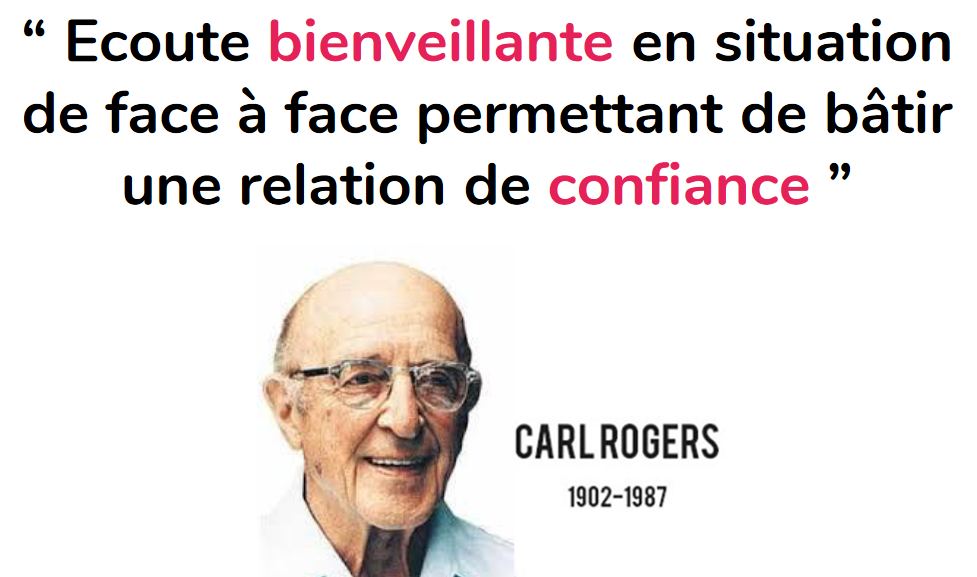 “ Ecoute bienveillante en situation
de face à face permettant de bâtir
une relation de confiance ”
CARL ROGERS
1902-1987